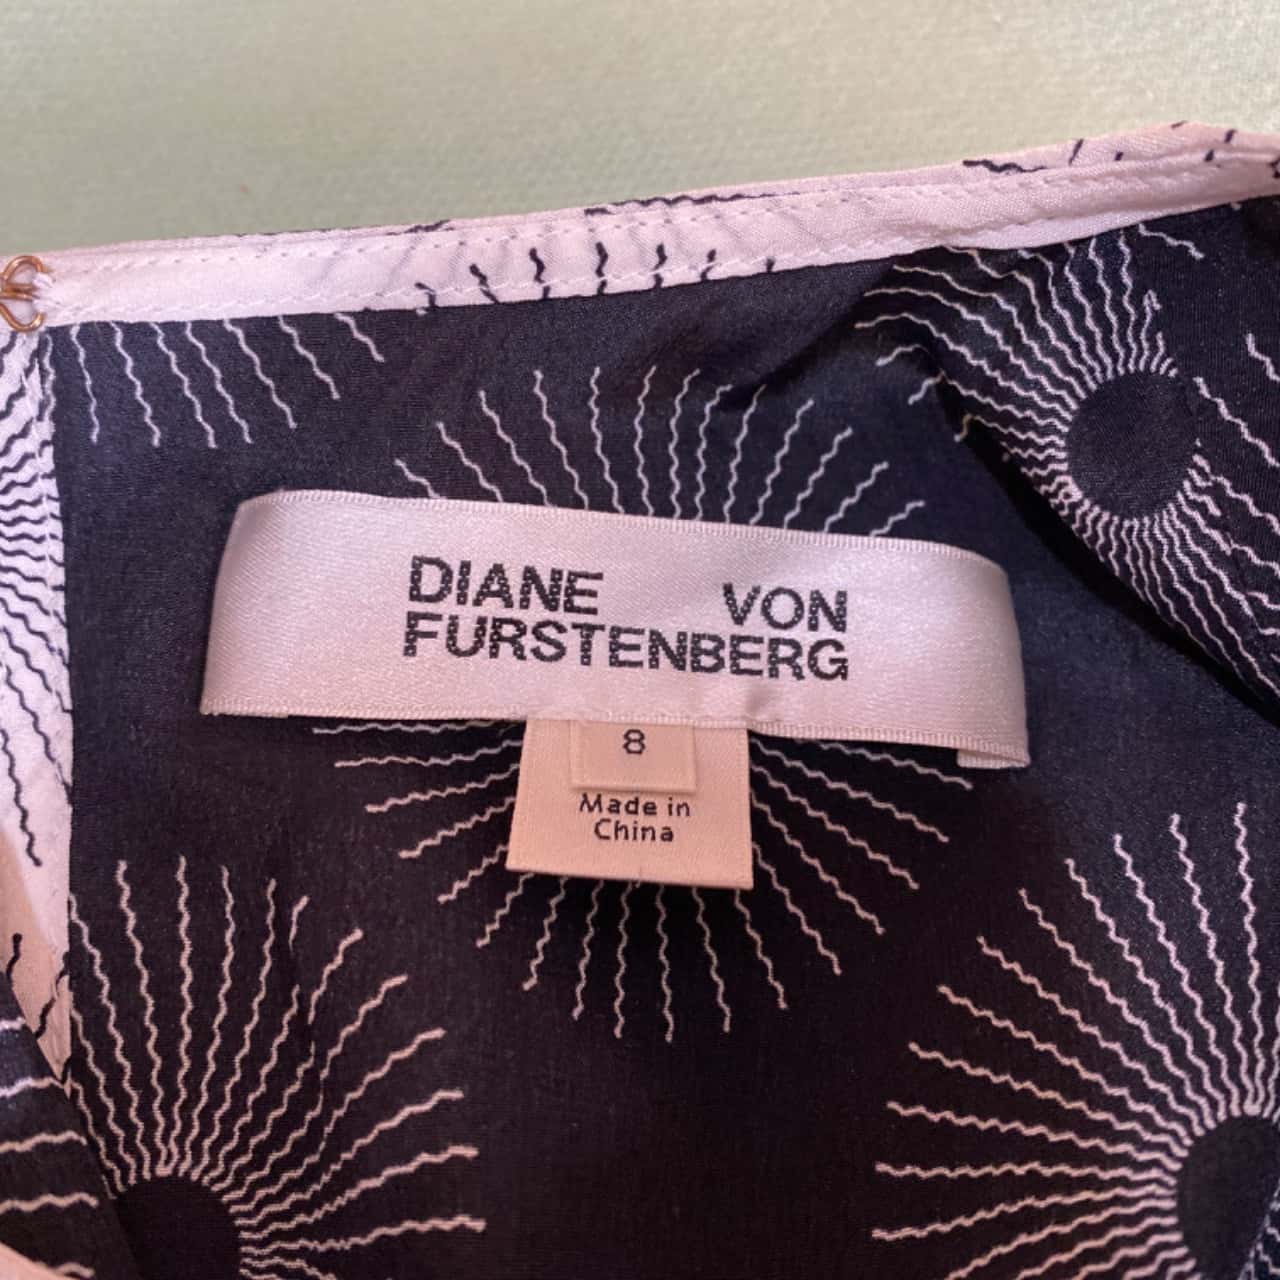 DIANE VON
FURSTENBERG
8
Made in
China